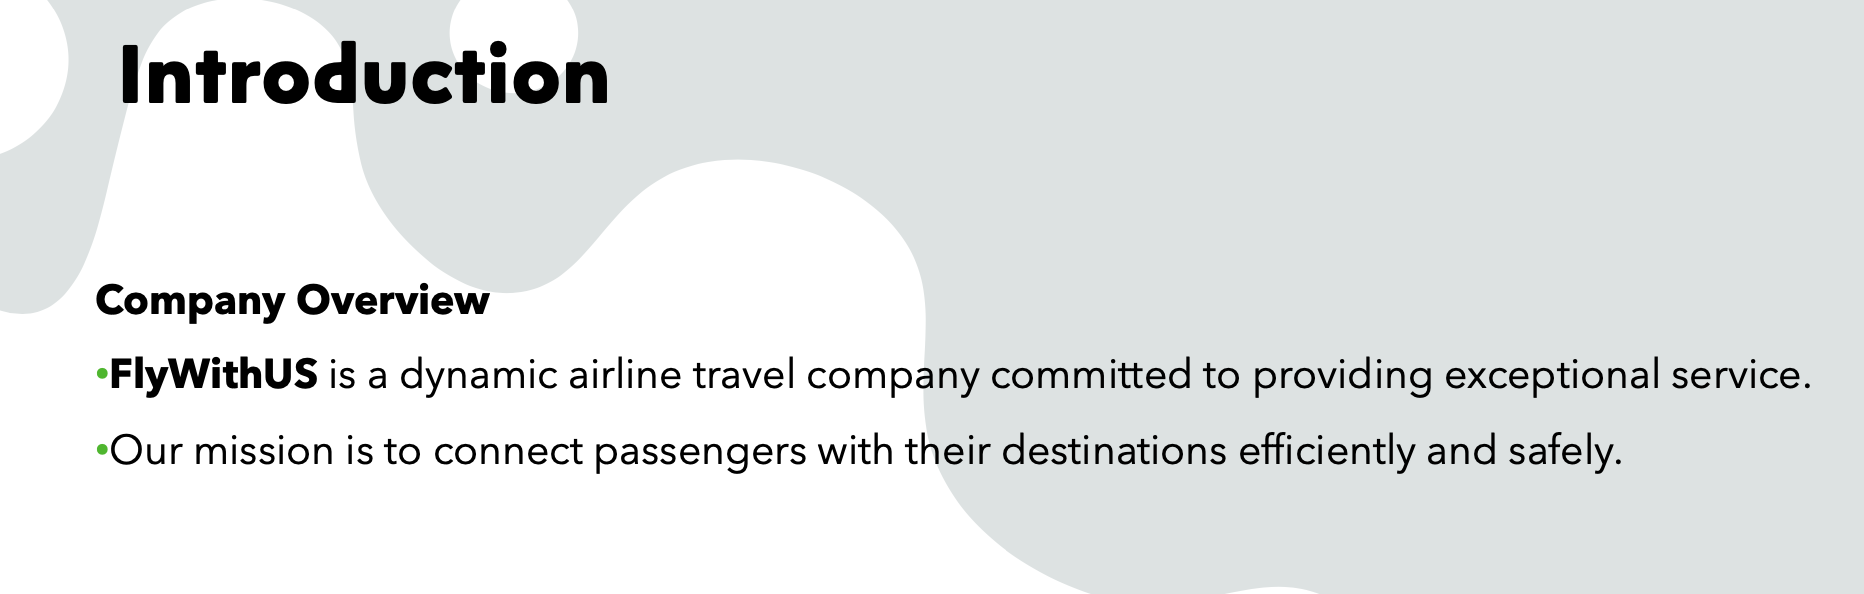 Introduction
Company Overview
•FlyWithUS is a dynamic airline travel company committed to providing exceptional service.
•Our mission is to connect passengers with their destinations efficiently and safely.